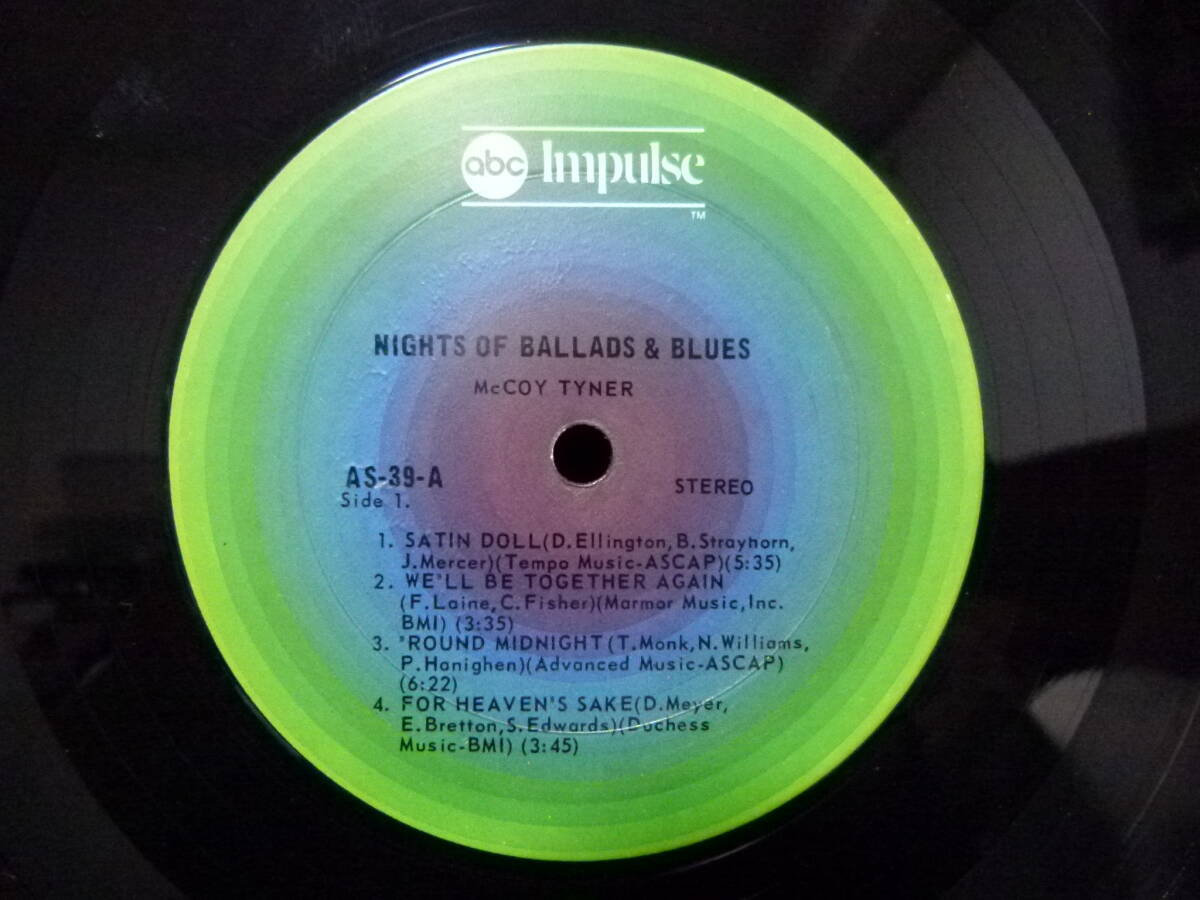 abc Impulse
TM
NIGHTS OF BALLADS & BLUES
McCOY TYNER
AS-39-A
Side 1.
STEREO
1. SATIN DOLL(D.Ellington,B.Strayhorn,
J.Mercer)(Tempo Music-ASCAP)(5:35)
2. WE'LL BE TOGETHER AGAIN
(F.Laine,C.Fisher)(Marmor Music,Inc.
BMI) (3:35)
3. 'ROUND MIDNIGHT(T.Monk,N.Williams,
P.Hanighen)(Advanced Music-ASCAP)
(6:22)
4. FOR HEAVEN'S SAKE(D.Meyer,
E.Bretton,S.Edwards)(Duchess
Music-BMI) (3:45)